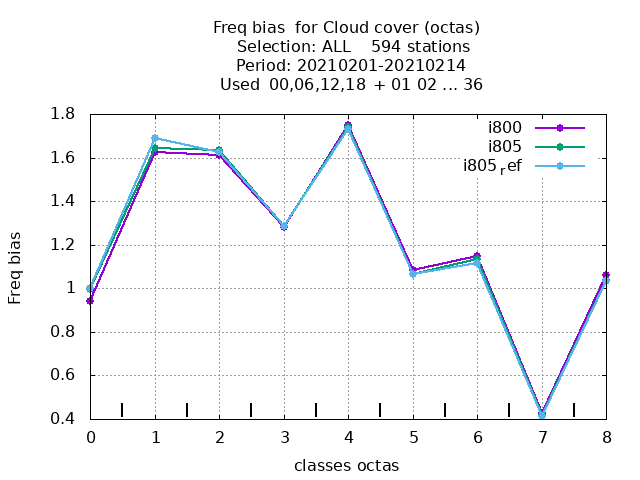 Freq bias  for Cloud cover (octas)
Selection: ALL    594 stations
Period: 20210201-20210214
Used  00,06,12,18  + 01 02 ... 36
1.8
1.6
1.4
1.2
1
0.8
0.6
0.4
Freq bias
i800
i805
i805ref
0 1 2 3 4 5 6 7 8
classes octas